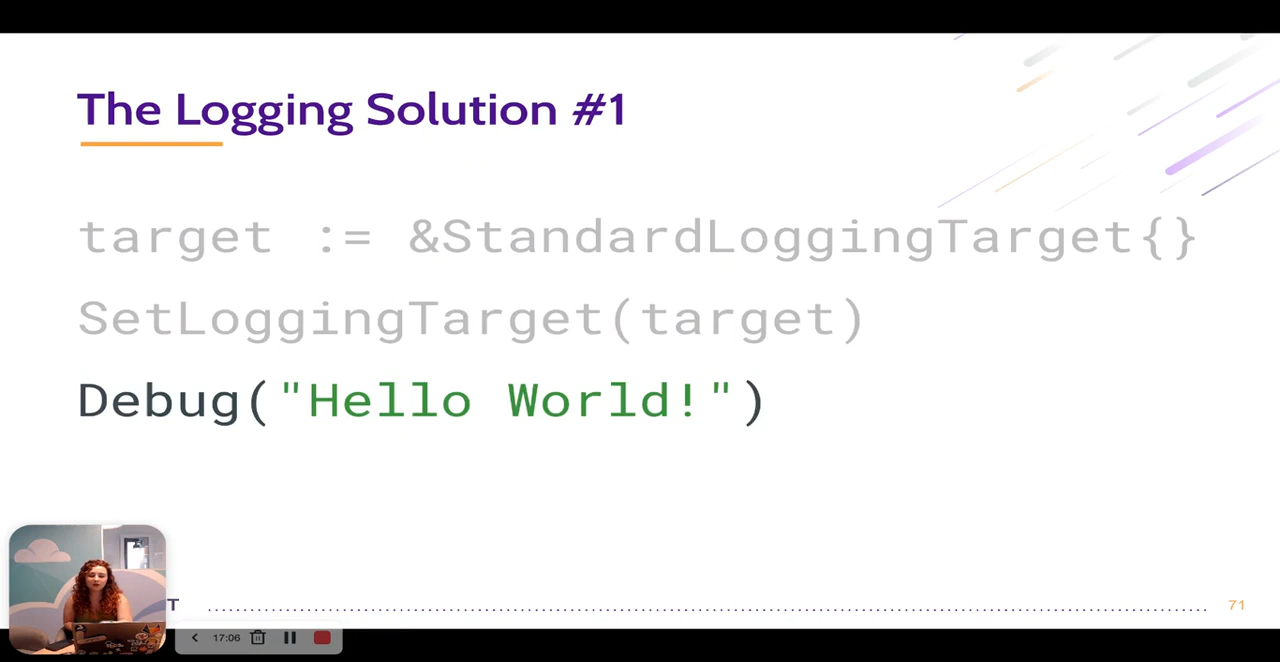 The Logging Solution #1
target := &StandardLoggingTarget{}
SetLoggingTarget(target)
Debug("Hello World!")
T
71
17:06